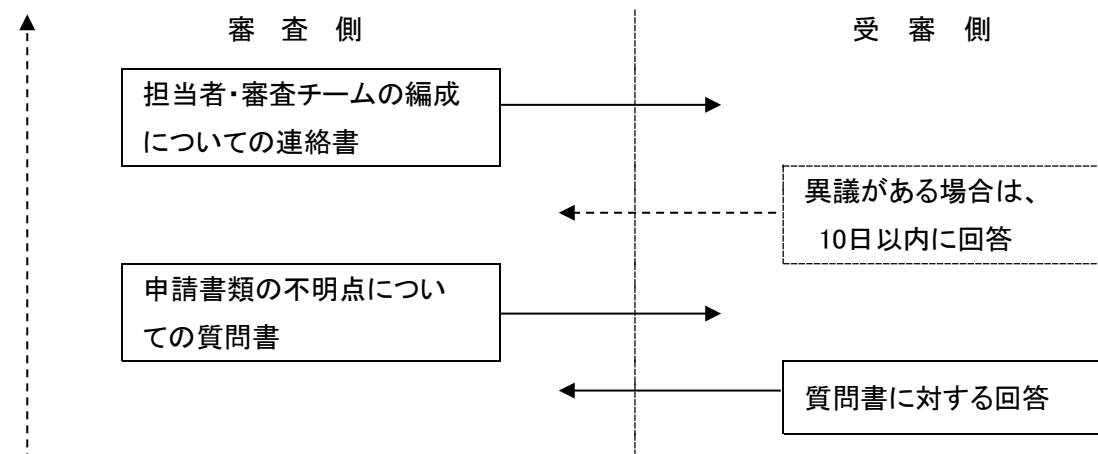 審 査 側
受 審 側
担当者・審査チームの編成
についての連絡書
異議がある場合は、
10日以内に回答
申請書類の不明点につい
ての質問書
質問書に対する回答